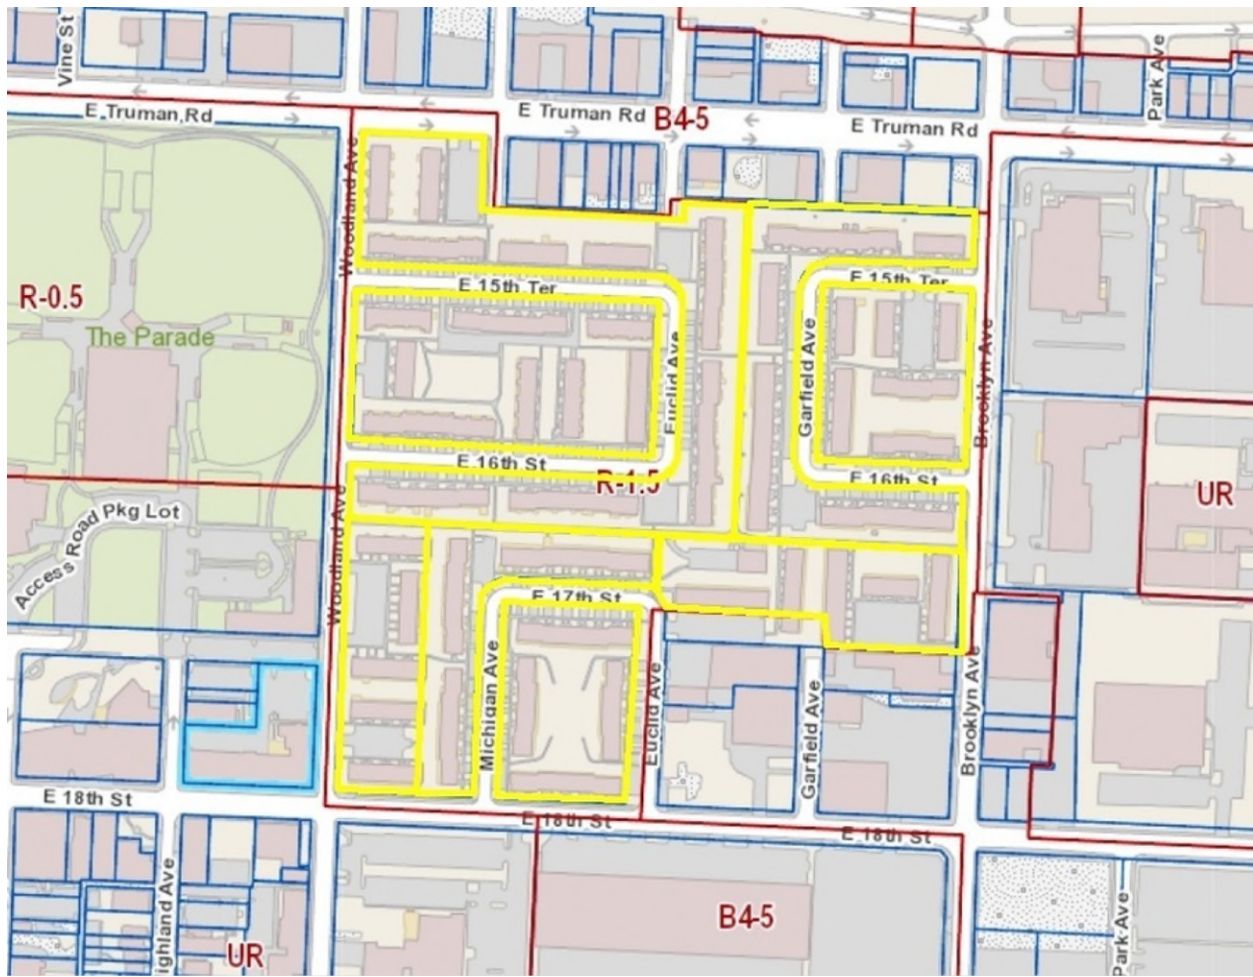 Vine St
Park Ave
E Truman Rd
E Truman Rd
B4-5
E Truman Rd
Woodland Ave
R-0.5
The Parade
E 15th Ter
E 15th Ter
Euclid Ave
Garfield Ave
Brooklyn Ave
E 16th St
R-1.5
E 16th St
UR
Access Road Pkg Lot
Woodland Ave
E 17th St
Michigan Ave
Euclid Ave
Garfield Ave
Brooklyn Ave
E 18th St
E 18th St
E 18th St
ighland Ave
UR
B4-5
Park Ave